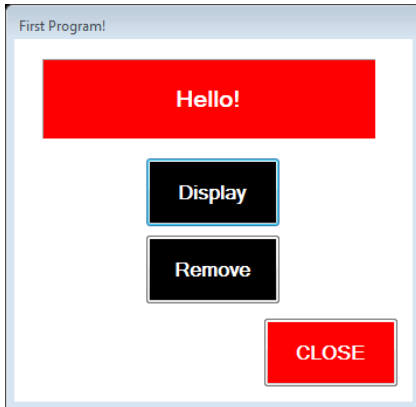 First Program!
Hello!
Display
Remove
CLOSE